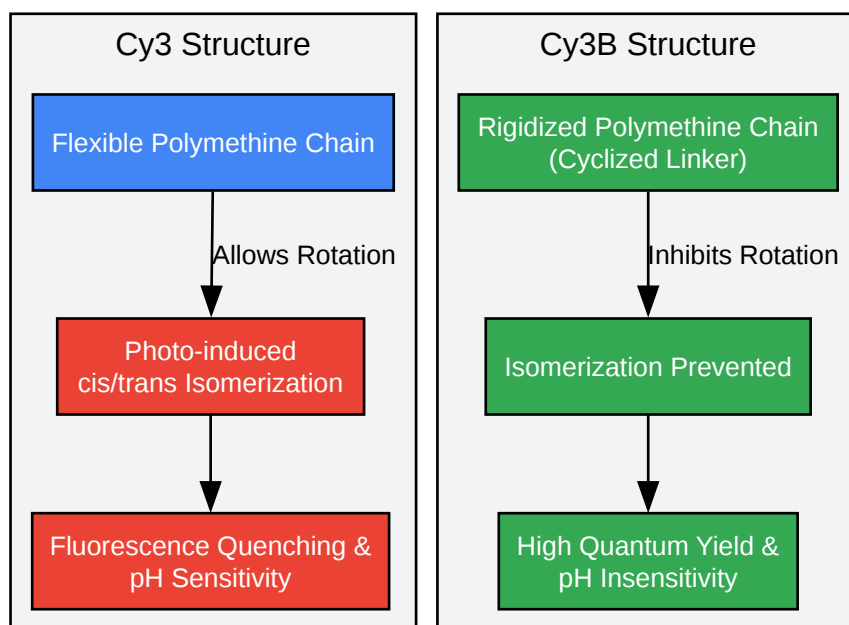 Cy3 Structure
Flexible Polymethine Chain
Allows Rotation
Photo-induced
cis/trans Isomerization
Fluorescence Quenching &
pH Sensitivity
Cy3B Structure
Rigidized Polymethine Chain
(Cyclized Linker)
Inhibits Rotation
Isomerization Prevented
High Quantum Yield &
pH Insensitivity